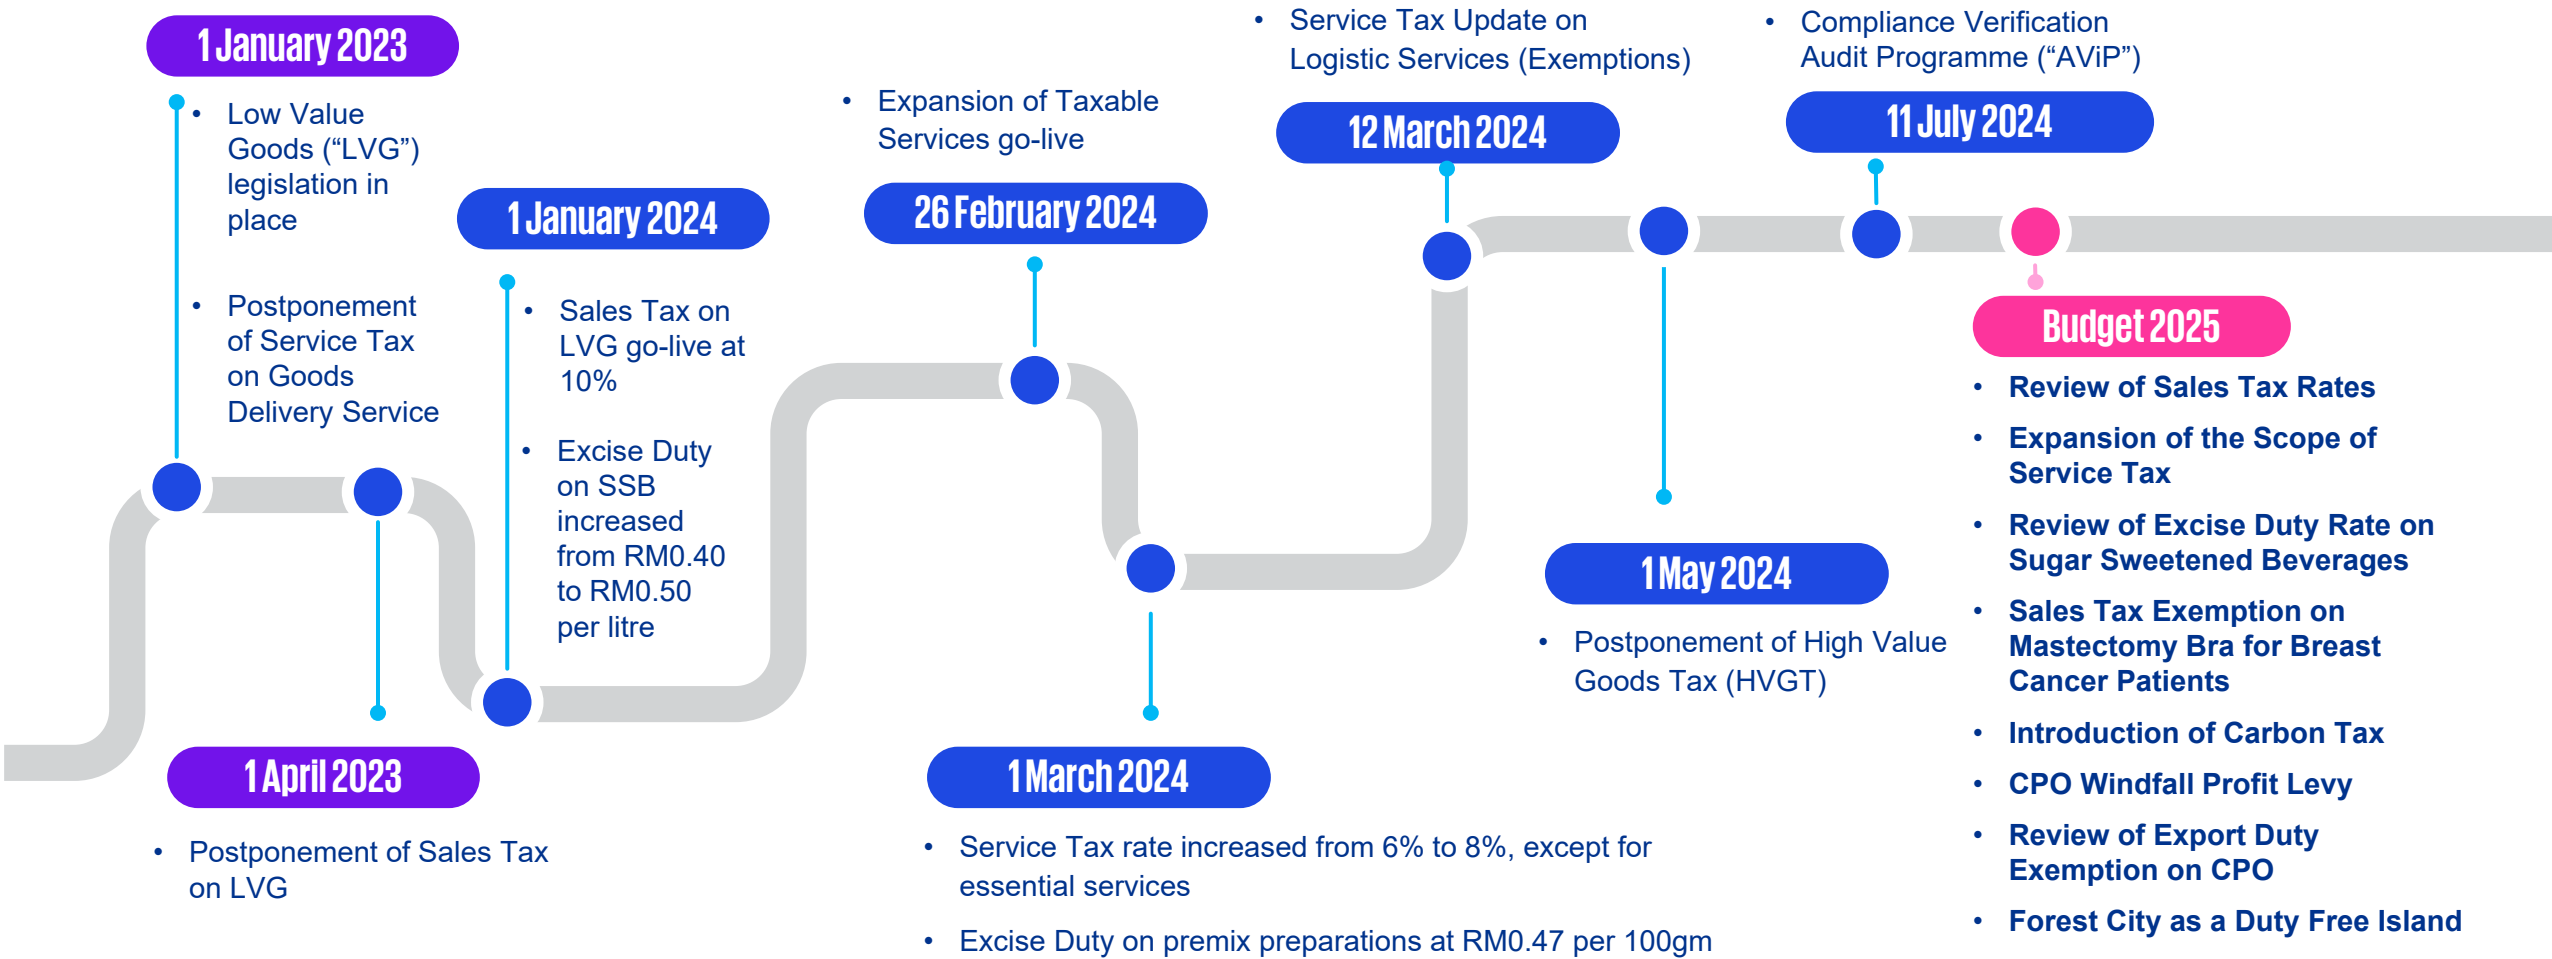 1 January 2023
• Low Value
Goods (“LVG”)
legislation in
place
• Postponement
of Service Tax
on Goods
Delivery Service
1 April 2023
• Postponement of Sales Tax
on LVG
1 January 2024
• Sales Tax on
LVG go-live at
10%
• Excise Duty
on SSB
increased
from RM0.40
to RM0.50
per litre
• Expansion of Taxable
Services go-live
26 February 2024
1 March 2024
• Service Tax rate increased from 6% to 8%, except for
essential services
• Excise Duty on premix preparations at RM0.47 per 100gm
• Service Tax Update on
Logistic Services (Exemptions)
12 March 2024
1 May 2024
• Postponement of High Value
Goods Tax (HVGT)
• Compliance Verification
Audit Programme (“AViP”)
11 July 2024
Budget 2025
• Review of Sales Tax Rates
• Expansion of the Scope of
Service Tax
• Review of Excise Duty Rate on
Sugar Sweetened Beverages
• Sales Tax Exemption on
Mastectomy Bra for Breast
Cancer Patients
• Introduction of Carbon Tax
• CPO Windfall Profit Levy
• Review of Export Duty
Exemption on CPO
• Forest City as a Duty Free Island